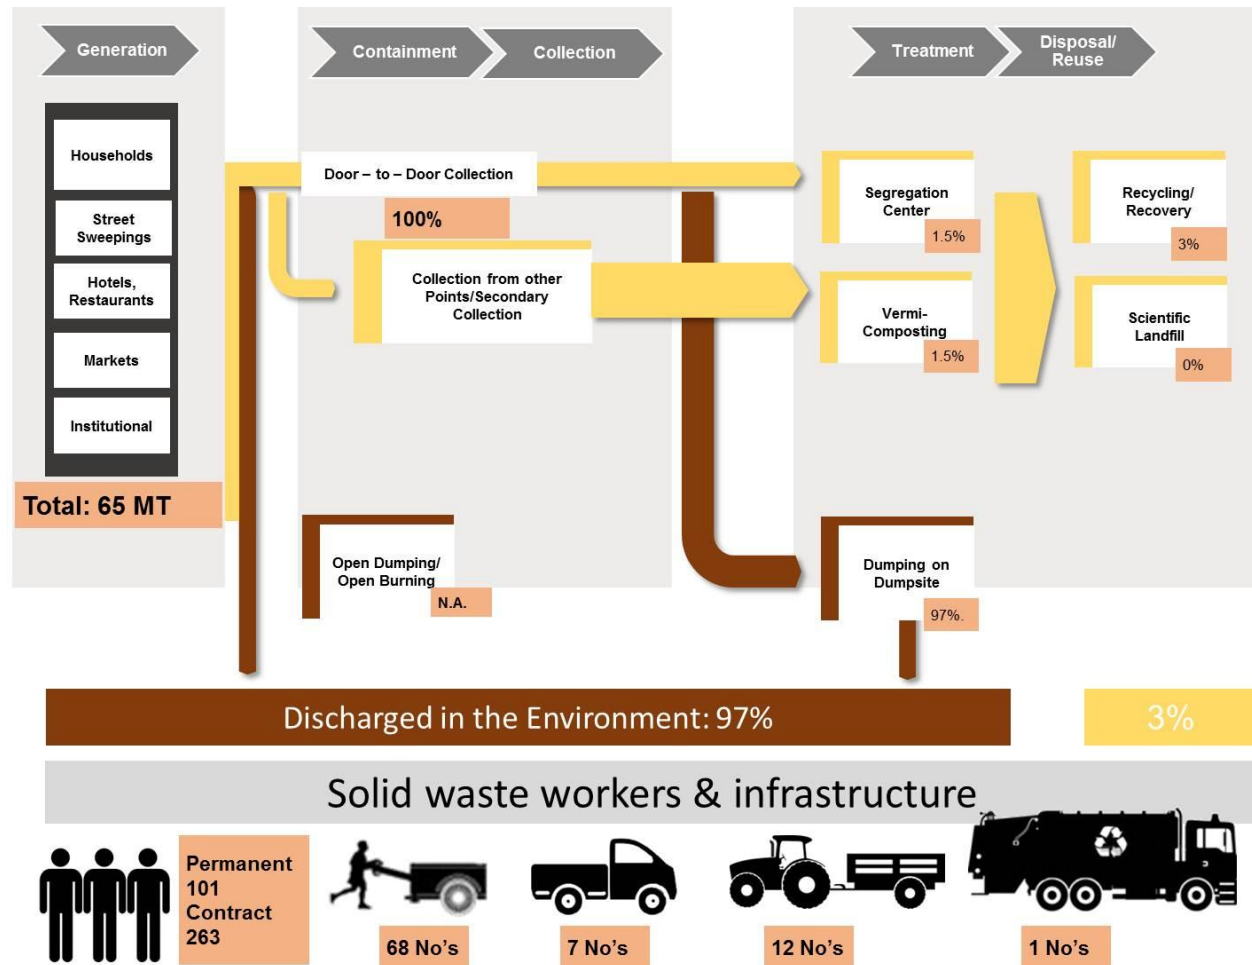 Generation
Containment
Collection
Treatment
Disposal/
Reuse
Households
Street
Sweepings
Hotels,
Restaurants
Markets
Institutional
Total: 65 MT
Door – to – Door Collection
100%
Collection from other
Points/Secondary
Collection
Open Dumping/
Open Burning
N.A.
Segregation
Center
1.5%
Vermi-
Composting
1.5%
Recycling/
Recovery
3%
Scientific
Landfill
0%
Dumping on
Dumpsite
97%.
Discharged in the Environment: 97%
3%
Solid waste workers & infrastructure
Permanent
101
Contract
263
68 No’s
7 No’s
12 No’s
1 No’s